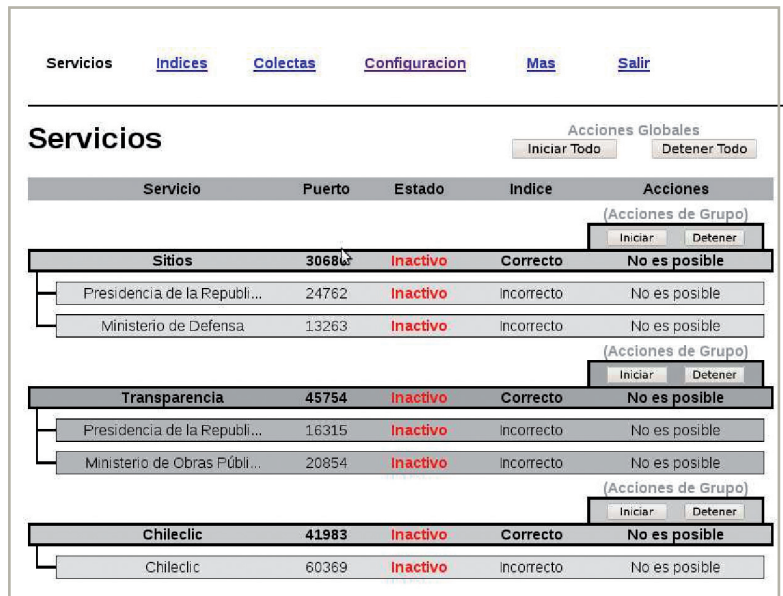 Servicios Indices Colectas Configuracion Mas Salir
Servicios
Acciones Globales
Iniciar Todo Detener Todo
Servicio Puerto Estado Indice Acciones
(Acciones de Grupo)
Iniciar Detener
Sitios Inactivo Correcto No es posible
Presidencia de la Republi... 24762 Inactivo Incorrecto No es posible
Ministerio de Defensa 13263 Inactivo Incorrecto No es posible
(Acciones de Grupo)
Iniciar Detener
Transparencia 45754 Inactivo Correcto No es posible
Presidencia de la Republi... 16315 Inactivo Incorrecto No es posible
Ministerio de Obras Públi... 20854 Inactivo Incorrecto No es posible
(Acciones de Grupo)
Iniciar Detener
Chileclic 41983 Inactivo Correcto No es posible
Chileclic 60369 Inactivo Incorrecto No es posible